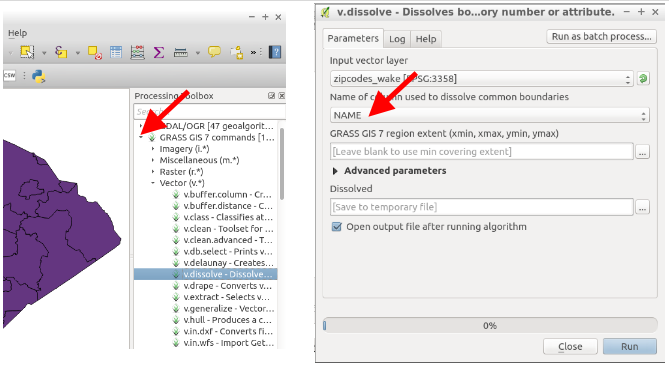 Help
CSW
Processing Toolbox
GDAL/OGR [47 geoalgorit...
GRASS GIS 7 commands [1...
Imagery (i.*)
Miscellaneous (m.*)
Raster (r.*)
Vector (v.*)
v.buffer.column - Cr...
v.buffer.distance - C...
v.class - Classifies at...
v.clean - Toolset for ...
v.clean.advanced - T...
v.db.select - Prints v...
v.delaunay - Creates...
v.dissolve - Dissolve...
v.drape - Converts v...
v.extract - Selects v...
v.generalize - Vector...
v.hull - Produces a c...
v.in.dxf - Converts fi...
v.in.wfs - Import Get...
v.dissolve - Dissolves bo...ory number or attribute.
Parameters
Log
Help
Run as batch process...
Input vector layer
zipcodes_wake [EPSG:3358]
Name of column used to dissolve common boundaries
NAME
GRASS GIS 7 region extent (xmin, xmax, ymin, ymax)
[Leave blank to use min covering extent]
...
Advanced parameters
Dissolved
[Save to temporary file]
...
Open output file after running algorithm
0%
Close
Run